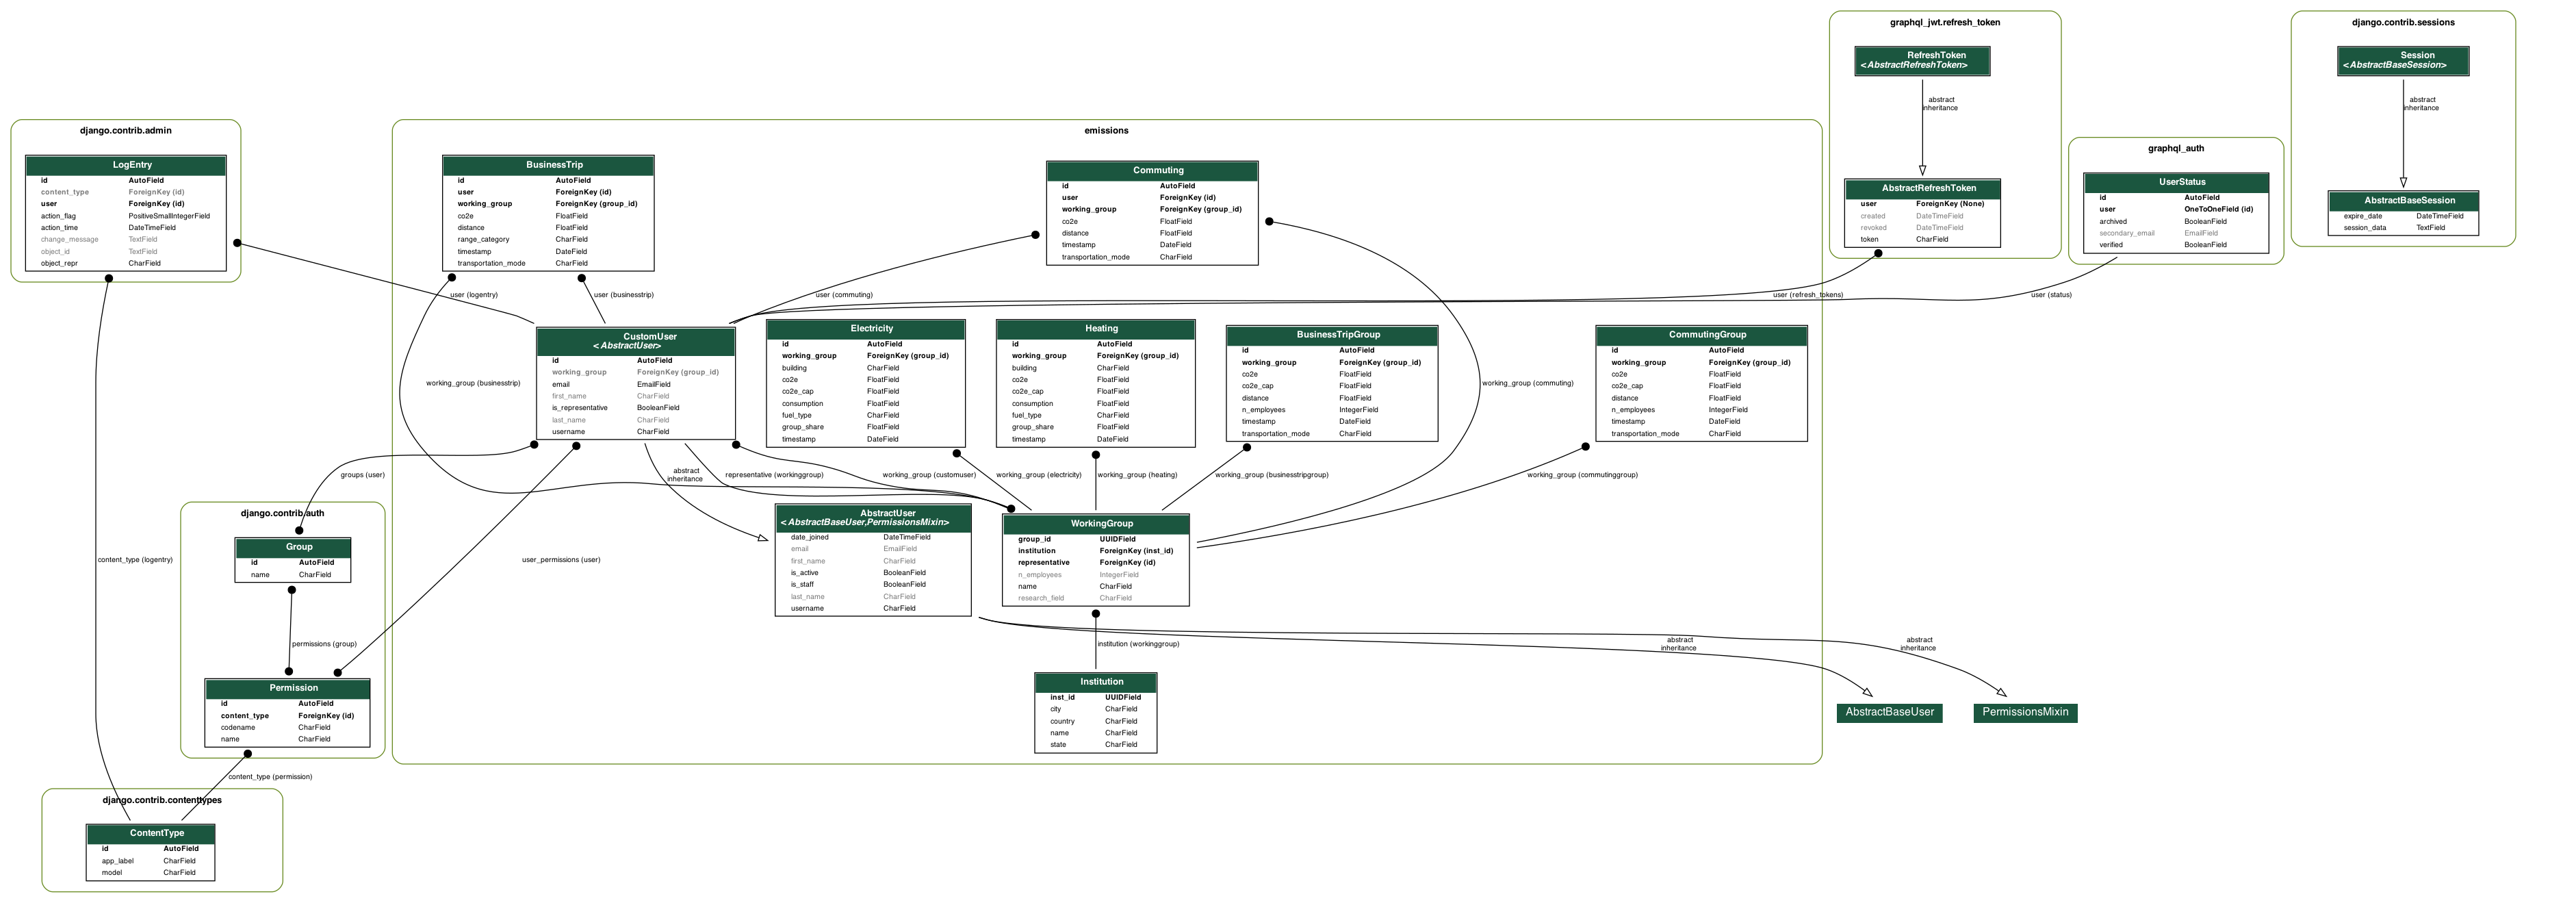 graphql_jwt.refresh_token
RefreshToken
<AbstractRefreshToken>
abstract
inheritance
AbstractRefreshToken
user ForeignKey (None)
created DateTimeField
revoked DateTimeField
token CharField
django.contrib.sessions
Session
<AbstractBaseSession>
abstract
inheritance
AbstractBaseSession
expire_date DateTimeField
session_data TextField
graphql_auth
UserStatus
id AutoField
user OneToOneField (id)
archived BooleanField
secondary_email EmailField
verified BooleanField
django.contrib.admin
LogEntry
id AutoField
content_type ForeignKey (id)
user ForeignKey (id)
action_flag PositiveSmallIntegerField
action_time DateTimeField
change_message TextField
object_id TextField
object_repr CharField
emissions
BusinessTrip
id AutoField
user ForeignKey (id)
working_group ForeignKey (group_id)
co2e FloatField
distance FloatField
range_category CharField
timestamp DateField
transportation_mode CharField
Commuting
id AutoField
user ForeignKey (id)
working_group ForeignKey (group_id)
co2e FloatField
distance FloatField
timestamp DateField
transportation_mode CharField
user (logentry)
user (businesstrip)
user (commuting)
user (refresh_tokens)
user (status)
CustomUser
<AbstractUser>
id AutoField
working_group ForeignKey (group_id)
email EmailField
first_name CharField
is_representative BooleanField
last_name CharField
username CharField
Electricity
id AutoField
working_group ForeignKey (group_id)
building CharField
co2e FloatField
co2e_cap FloatField
consumption FloatField
fuel_type CharField
group_share FloatField
timestamp DateField
Heating
id AutoField
working_group ForeignKey (group_id)
building CharField
co2e FloatField
co2e_cap FloatField
consumption FloatField
fuel_type CharField
group_share FloatField
timestamp DateField
BusinessTripGroup
id AutoField
working_group ForeignKey (group_id)
co2e FloatField
co2e_cap FloatField
distance FloatField
n_employees IntegerField
timestamp DateField
transportation_mode CharField
CommutingGroup
id AutoField
working_group ForeignKey (group_id)
co2e FloatField
co2e_cap FloatField
distance FloatField
n_employees IntegerField
timestamp DateField
transportation_mode CharField
working_group (businesstrip)
working_group (commuting)
groups (user)
abstract
inheritance
representative (workinggroup)
working_group (customuser)
working_group (electricity)
working_group (heating)
working_group (businesstripgroup)
working_group (commutinggroup)
django.contrib.auth
Group
id AutoField
name CharField
content_type (logentry)
user_permissions (user)
AbstractUser
<AbstractBaseUser,PermissionsMixin>
date_joined DateTimeField
email EmailField
first_name CharField
is_active BooleanField
is_staff BooleanField
last_name CharField
username CharField
WorkingGroup
group_id UUIDField
institution ForeignKey (inst_id)
representative ForeignKey (id)
n_employees IntegerField
name CharField
research_field CharField
permissions (group)
institution (workinggroup)
abstract
inheritance
abstract
inheritance
Permission
id AutoField
content_type ForeignKey (id)
codename CharField
name CharField
Institution
inst_id UUIDField
city CharField
country CharField
name CharField
state CharField
AbstractBaseUser
PermissionsMixin
content_type (permission)
django.contrib.contenttypes
ContentType
id AutoField
app_label CharField
model CharField